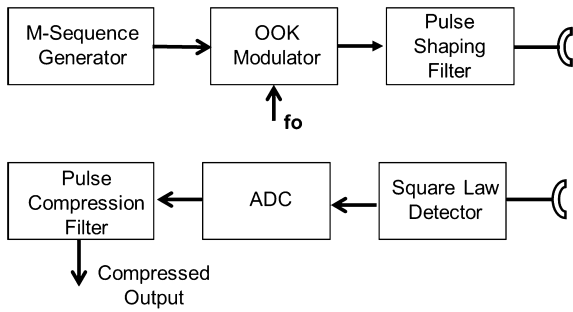 M-Sequence
Generator
OOK
Modulator
Pulse
Shaping
Filter
fo
Pulse
Compression
Filter
ADC
Square Law
Detector
Compressed
Output